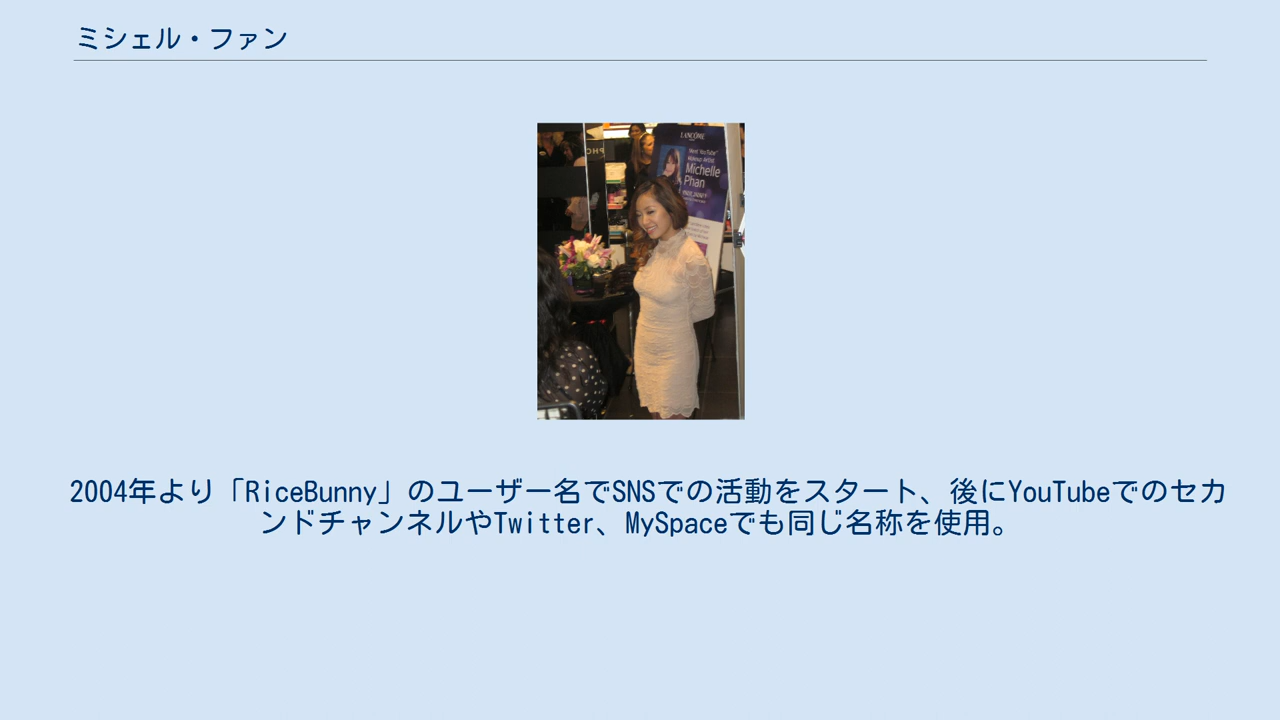 ミシェル・ファン
LANCÔME
Michelle
Phan
2004年より「RiceBunny」のユーザー名でSNSでの活動をスタート、後にYouTubeでのセカ
ンドチャンネルやTwitter、MySpaceでも同じ名称を使用。